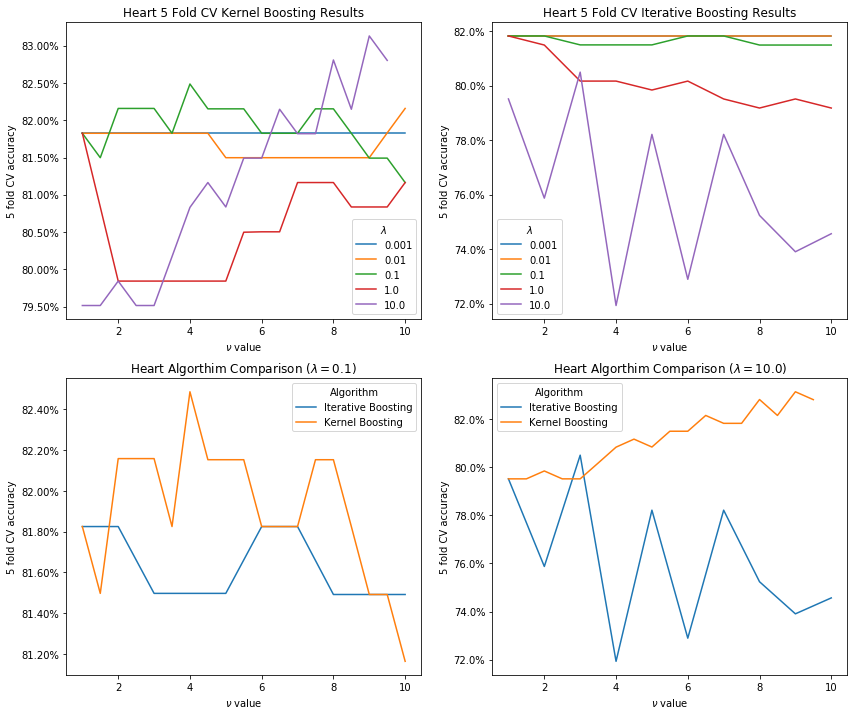 Heart 5 Fold CV Kernel Boosting Results
5 fold CV accuracy
83.00%
82.50%
82.00%
81.50%
81.00%
80.50%
80.00%
79.50%
λ
0.001
0.01
0.1
1.0
10.0
2 4 6 8 10
ν value
Heart 5 Fold CV Iterative Boosting Results
5 fold CV accuracy
82.0%
80.0%
78.0%
76.0%
74.0%
72.0%
λ
0.001
0.01
0.1
1.0
10.0
2 4 6 8 10
ν value
Heart Algorthim Comparison (λ = 0.1)
5 fold CV accuracy
82.40%
82.20%
82.00%
81.80%
81.60%
81.40%
81.20%
Algorithm
Iterative Boosting
Kernel Boosting
2 4 6 8 10
ν value
Heart Algorthim Comparison (λ = 10.0)
5 fold CV accuracy
82.0%
80.0%
78.0%
76.0%
74.0%
72.0%
Algorithm
Iterative Boosting
Kernel Boosting
2 4 6 8 10
ν value